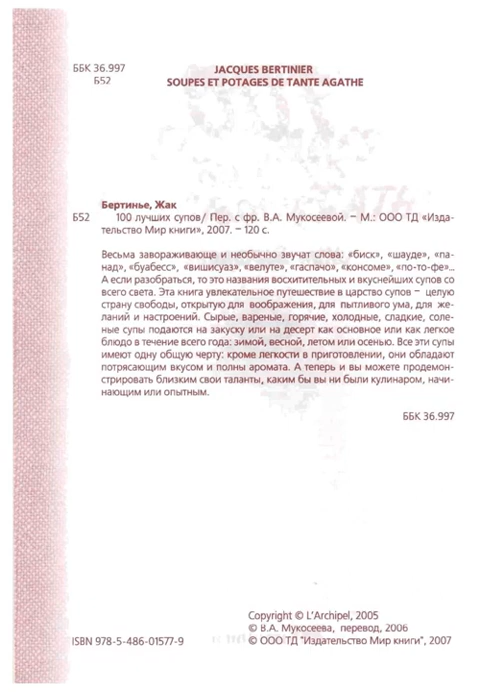 ББК 36.997
Б52
JACQUES BERTINIER
SOUPES ET POTAGES DE TANTE AGATHE
Бертинье, Жак
Б52 100 лучших супов/ Пер. с фр. В.А. Мукосеевой. – М.: ООО ТД «Изда-
тельство Мир книги», 2007. – 120 с.
Весьма завораживающе и необычно звучат слова: «биск», «шауде», «па-
над», «буабесс», «вишисуаз», «велуте», «гаспачо», «консоме», «по-то-фе»...
А если разобраться, то это названия восхитительных и вкуснейших супов со
всего света. Эта книга увлекательное путешествие в царство супов – целую
страну свободы, открытую для воображения, для пытливого ума, для же-
ланий и настроений. Сырые, вареные, горячие, холодные, сладкие, соле-
ные супы подаются на закуску или на десерт как основное или как легкое
блюдо в течение всего года: зимой, весной, летом или осенью. Все эти супы
имеют одну общую черту: кроме легкости в приготовлении, они обладают
потрясающим вкусом и полны аромата. А теперь и вы можете продемон-
стрировать близким свои таланты, каким бы вы ни были кулинаром, начи-
нающим или опытным.
ББК 36.997
Copyright © L'Archipel, 2005
© В.А. Мукосеева, перевод, 2006
ISBN 978-5-486-01577-9 © ООО ТД "Издательство Мир книги", 2007